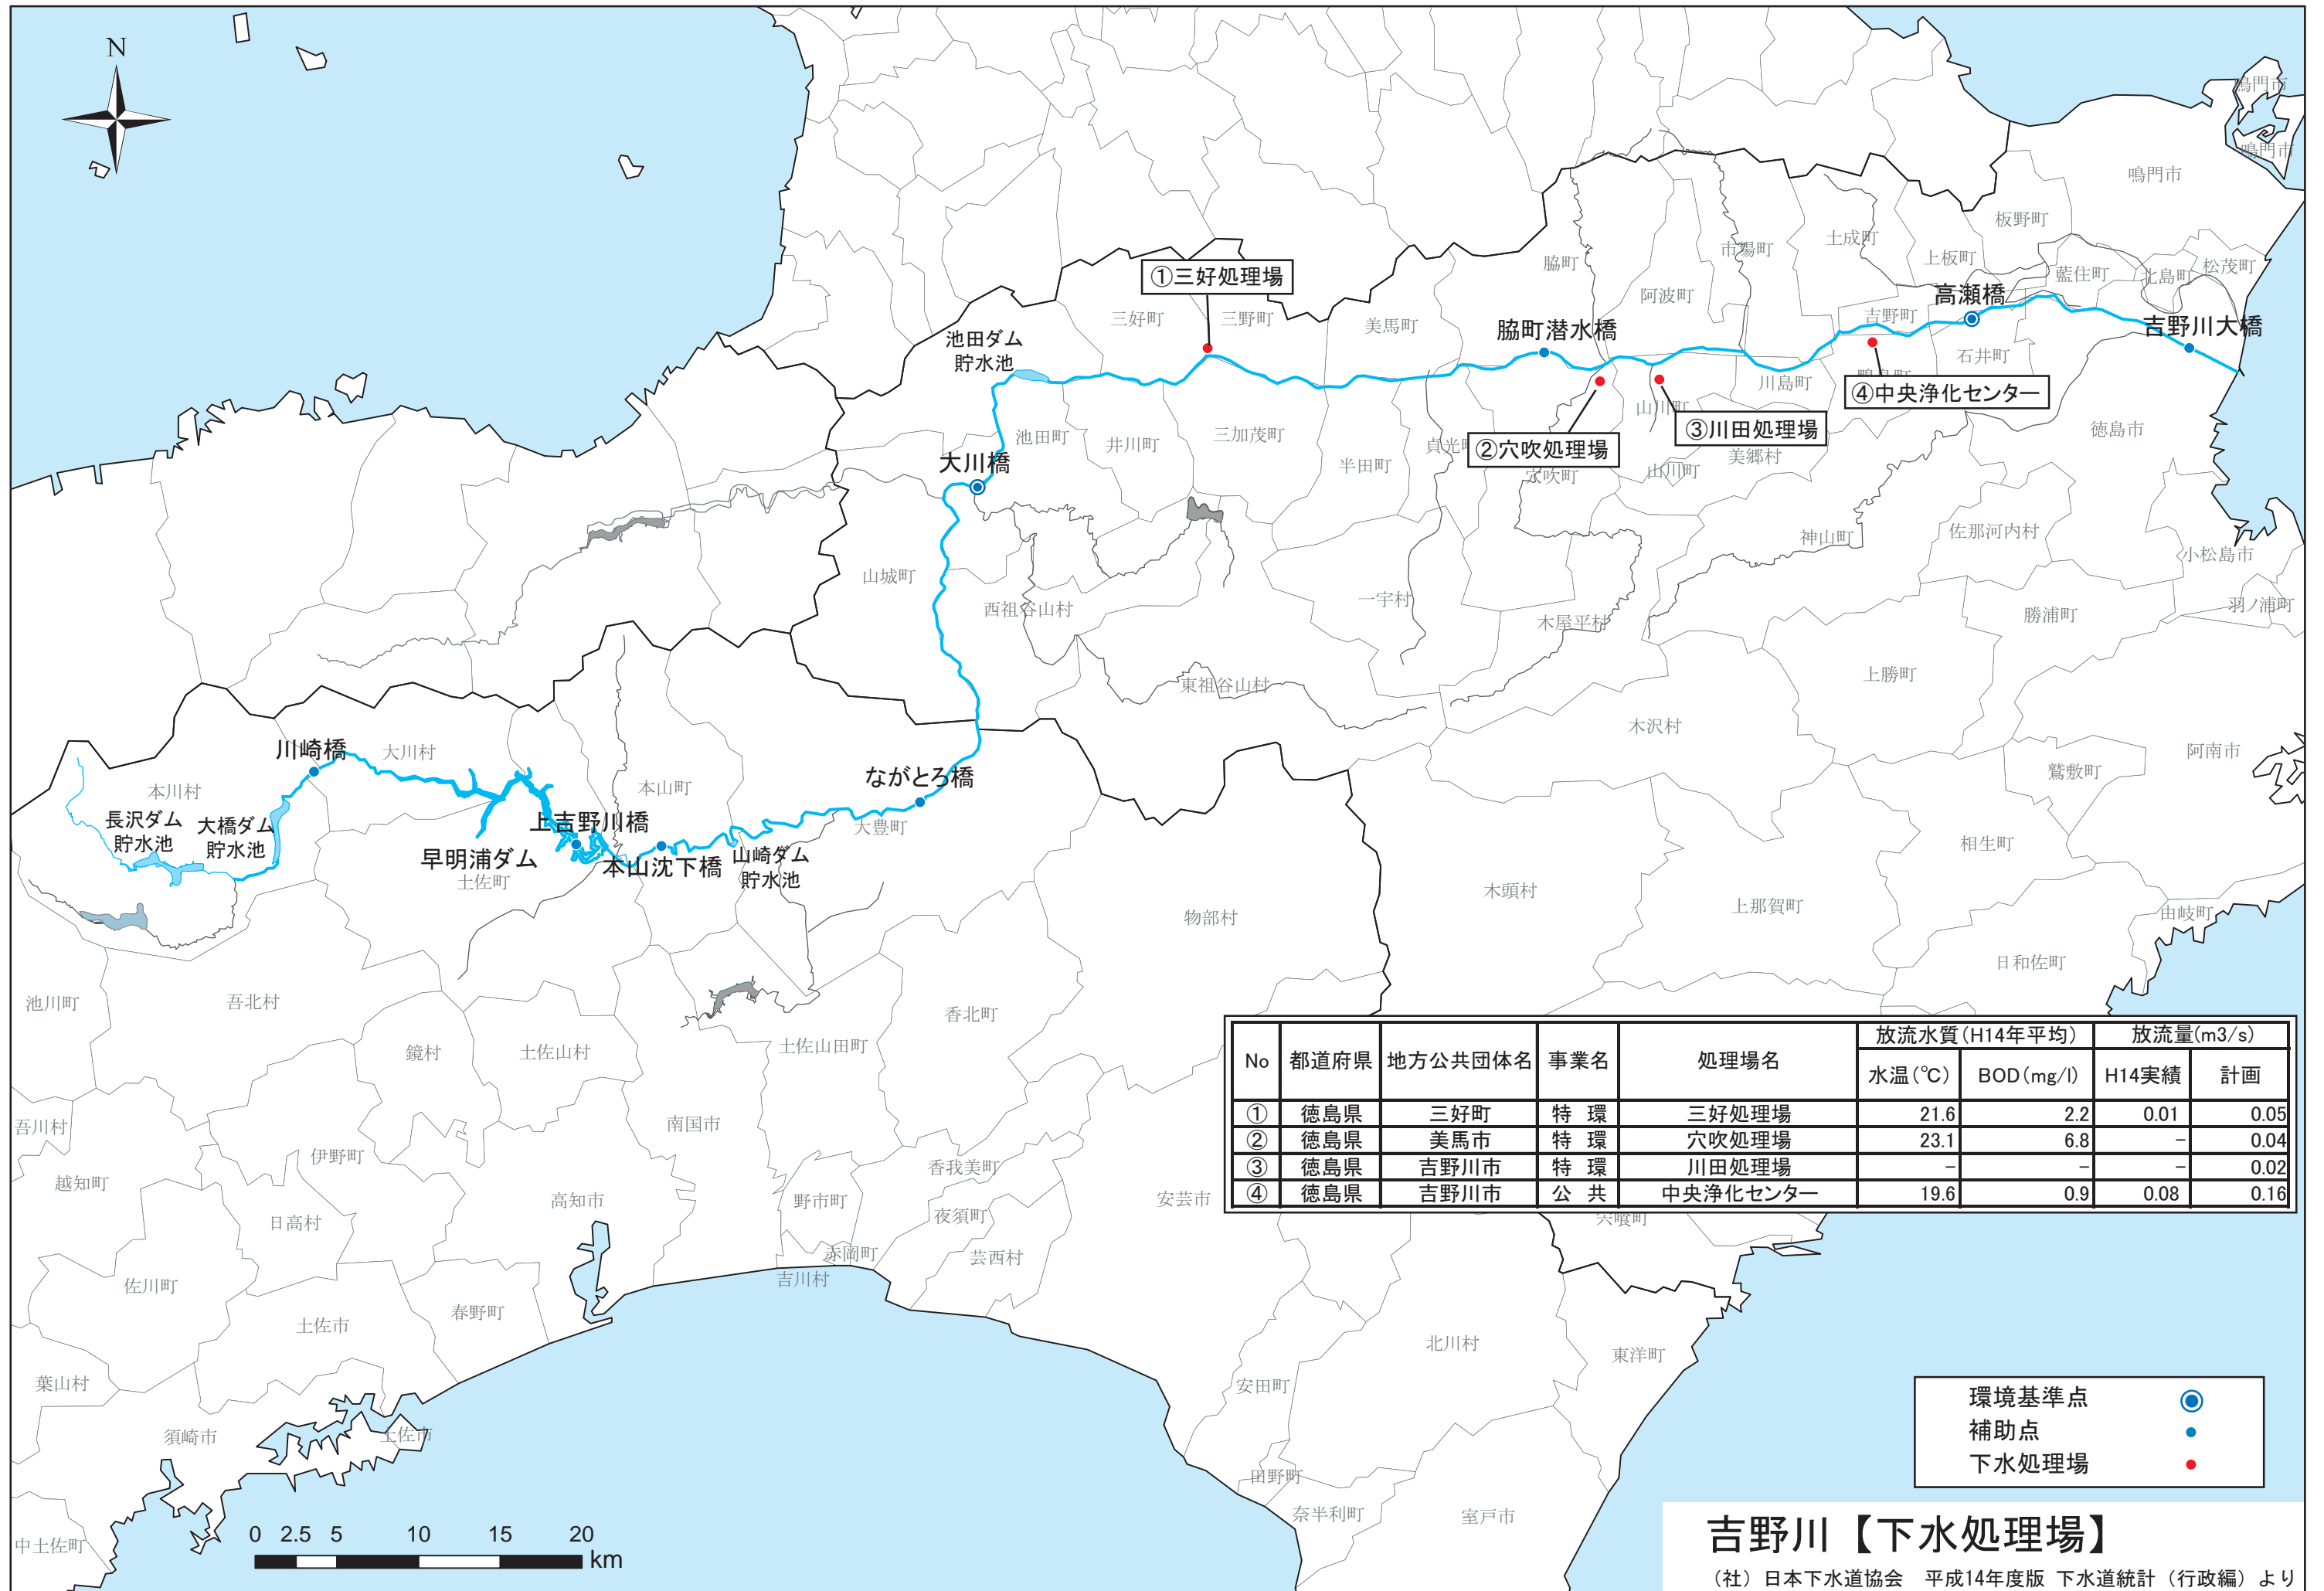 N
鳴門市
鳴門市
鳴門市
板野町
土成町
市場町
上板町
脇町
藍住町
北島町
松茂町
①三好処理場
阿波町
高瀬橋
三好町
三野町
美馬町
脇町潜水橋
吉野町
吉野川大橋
池田ダム
貯水池
石井町
川島町
④中央浄化センター
山川町
池田町
井川町
三加茂町
③川田処理場
徳島市
大川橋
半田町
②穴吹処理場
美郷村
穴吹町
山川町
神山町
佐那河内村
小松島市
山城町
西祖谷山村
一宇村
木屋平村
勝浦町
羽ノ浦町
東祖谷山村
上勝町
木沢村
川崎橋
大川村
阿南市
鷲敷町
本川村
本山町
ながとろ橋
長沢ダム
貯水池
大橋ダム
貯水池
上吉野川橋
大豊町
早明浦ダム
土佐町
本山沈下橋
山崎ダム
貯水池
相生町
木頭村
上那賀町
物部村
由岐町
日和佐町
池川町
吾北村
香北町
鏡村
土佐山村
土佐山田町
No 都道府県 地方公共団体名 事業名 処理場名 放流水質(H14年平均) 放流量(m3/s)
水温(℃) BOD(mg/l) H14実績 計画
① 徳島県 三好町 特 環 三好処理場 21.6 2.2 0.01 0.05
② 徳島県 美馬市 特 環 穴吹処理場 23.1 6.8 − 0.04
③ 徳島県 吉野川市 特 環 川田処理場 − − − 0.02
④ 徳島県 吉野川市 公 共 中央浄化センター 19.6 0.9 0.08 0.16
吾川村
南国市
伊野町
越知町
香我美町
高知市
野市町
安芸市
日高村
夜須町
宍喰町
赤岡町
芸西村
吉川村
佐川町
春野町
土佐市
北川村
東洋町
葉山村
安田町
須崎市
土佐市
田野町
奈半利町
室戸市
中土佐町
環境基準点
補助点
下水処理場
0 2.5 5 10 15 20
km
吉野川【下水処理場】
（社）日本下水道協会 平成14年度版 下水道統計（行政編）より